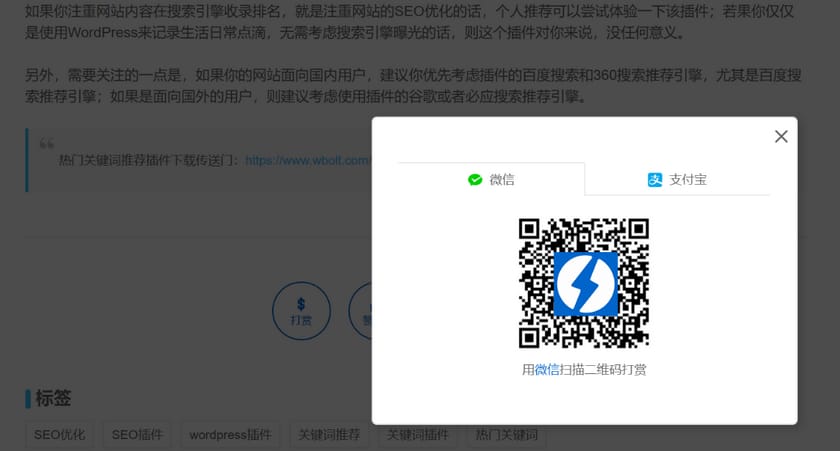 如果你注重网站内容在搜索引擎收录排名，就是注重网站的SEO优化的话，个人推荐可以尝试体验一下该插件；若果你仅仅
是使用WordPress来记录生活日常点滴，无需考虑搜索引擎曝光的话，则这个插件对你来说，没任何意义。
另外，需要关注的一点是，如果你的网站面向国内用户，建议你优先考虑插件的百度搜索和360搜索推荐引擎，尤其是百度搜
索推荐引擎；如果是面向国外的用户，则建议考虑使用插件的谷歌或者必应搜索推荐引擎。
热门关键词推荐插件下载传送门：https://www.wbolt.com
微信
支付宝
用微信扫描二维码打赏
$
打赏
标签
SEO优化
SEO插件
wordpress插件
关键词推荐
关键词插件
热门关键词